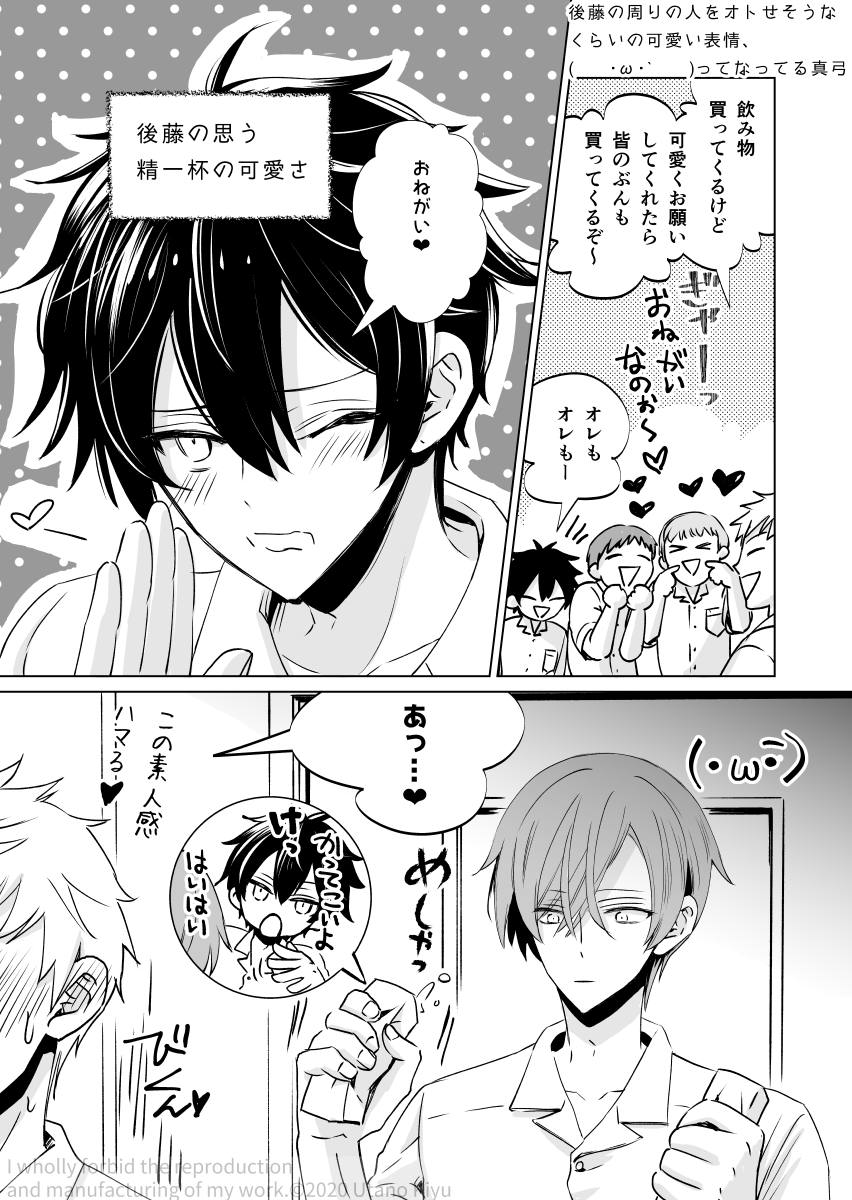 後藤の周りの人をオトせそうな
くらいの可愛い表情、
(＿＿・ω・｀＿＿)ってなってる真弓
飲み物
買ってくるけど
可愛くお願い
してくれたら
皆のぶんも
買ってくるぞ～
ぎゃーっ
おねがい
なのぉ～♡
オレも
オレもー
後藤の思う
精一杯の可愛さ
おねがい♥
(・ω・｀)
あっ…♥
めしゃっ
かってこいよ
けっ
はいはい
この素人感
ハマる♥
びくん♥
I wholly forbid the reproduction
and manufacturing of my work.©2020 Utano Kiyu